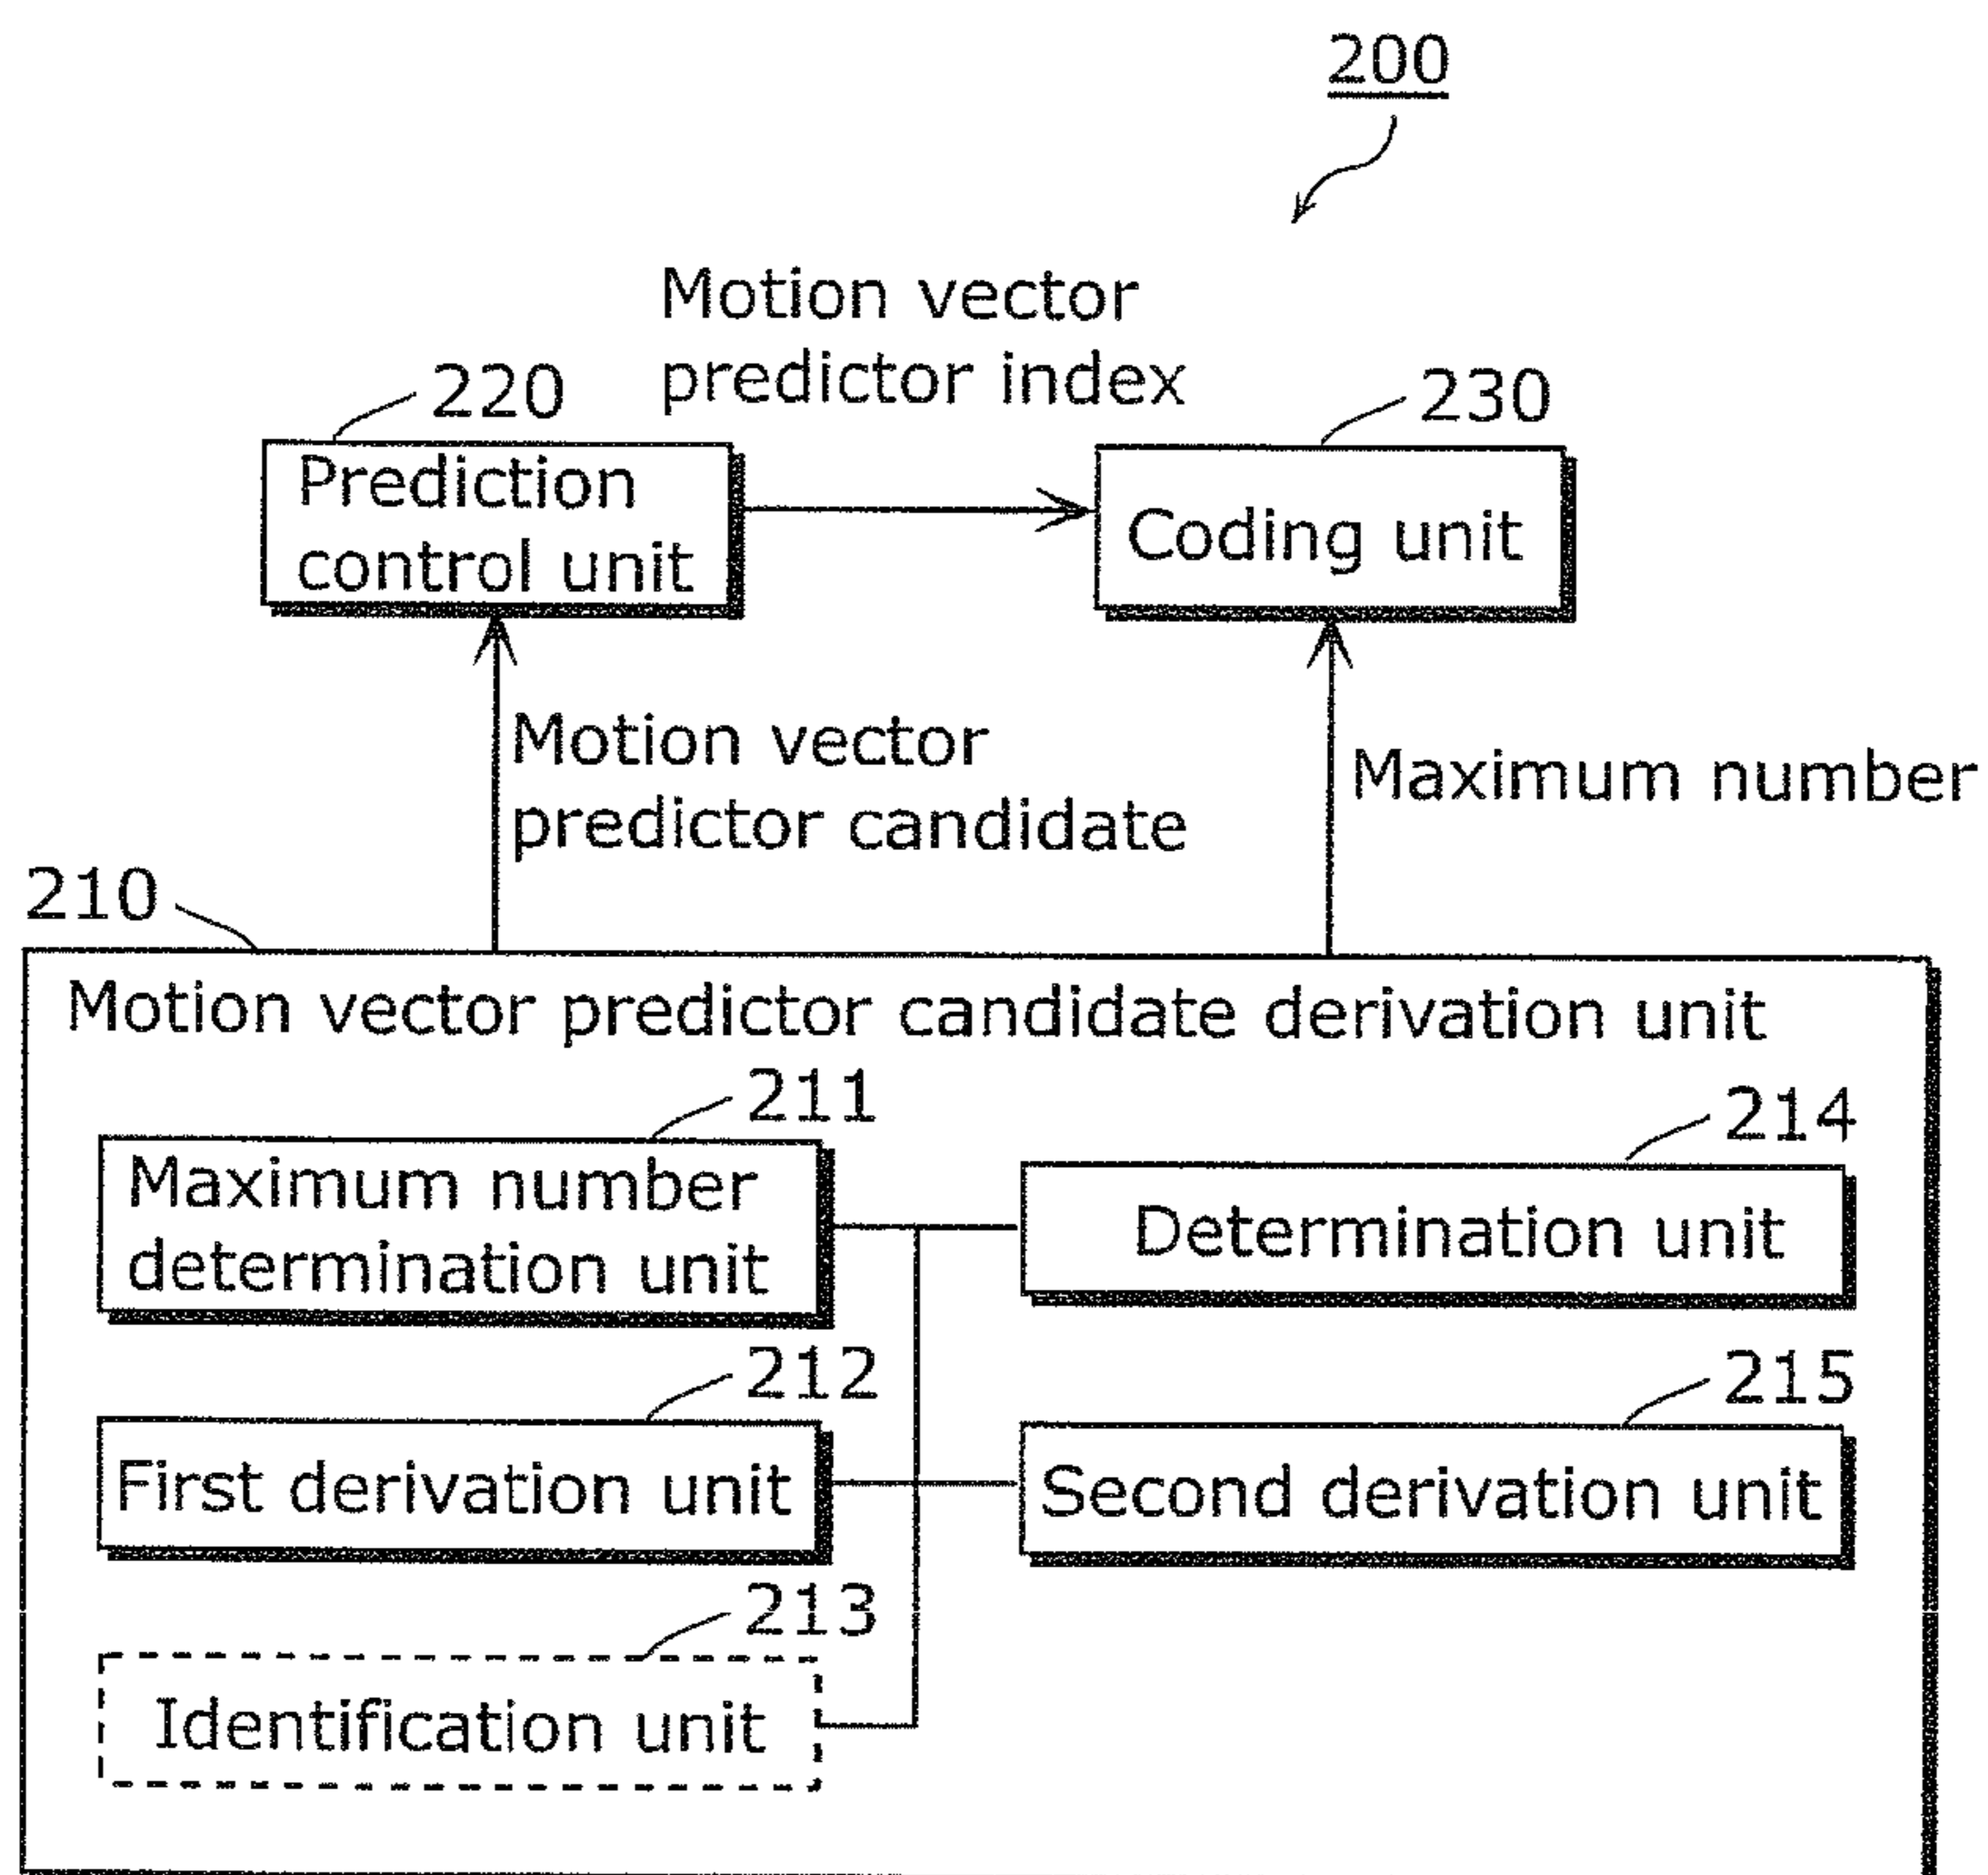 200
Motion vector
predictor index
220
230
Prediction
control unit
Coding unit
Motion vector
predictor candidate
Maximum number
210
Motion vector predictor candidate derivation unit
211
214
Maximum number
determination unit
Determination unit
212
215
First derivation unit
Second derivation unit
213
Identification unit